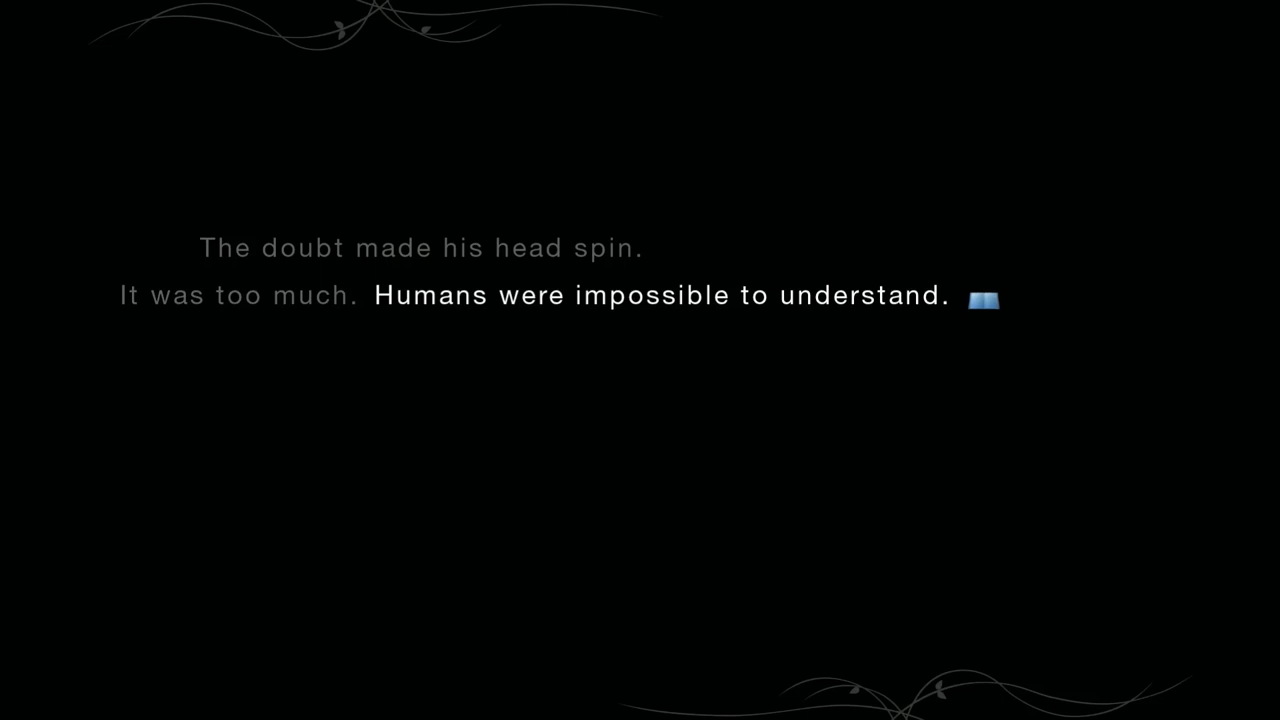 The doubt made his head spin.
It was too much. Humans were impossible to understand.